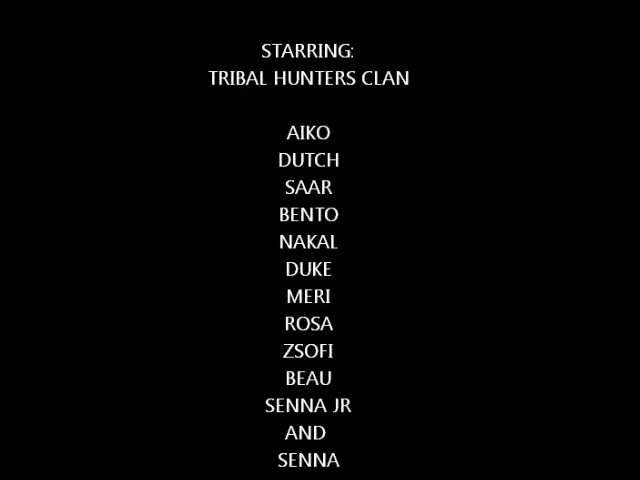 STARRING:
TRIBAL HUNTERS CLAN
AIKO
DUTCH
SAAR
BENTO
NAKAL
DUKE
MERI
ROSA
ZSOFI
BEAU
SENNA JR
AND
SENNA